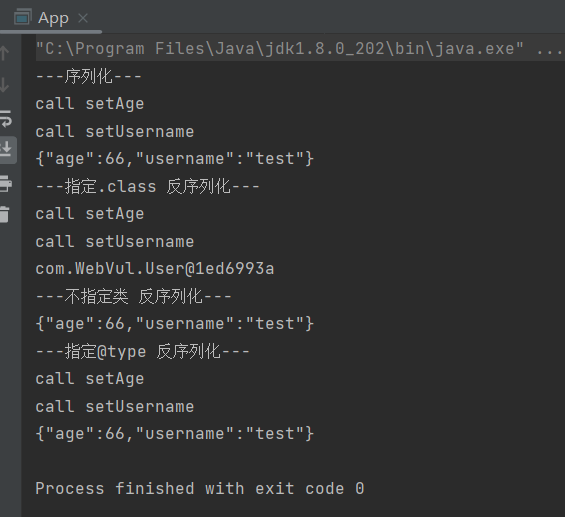 App
"C:\Program Files\Java\jdk1.8.0_202\bin\java.exe" ...
---序列化---
call setAge
call setUsername
{"age":66,"username":"test"}
---指定.class 反序列化---
call setAge
call setUsername
com.WebVul.User@1ed6993a
---不指定类 反序列化---
{"age":66,"username":"test"}
---指定@type 反序列化---
call setAge
call setUsername
{"age":66,"username":"test"}
Process finished with exit code 0